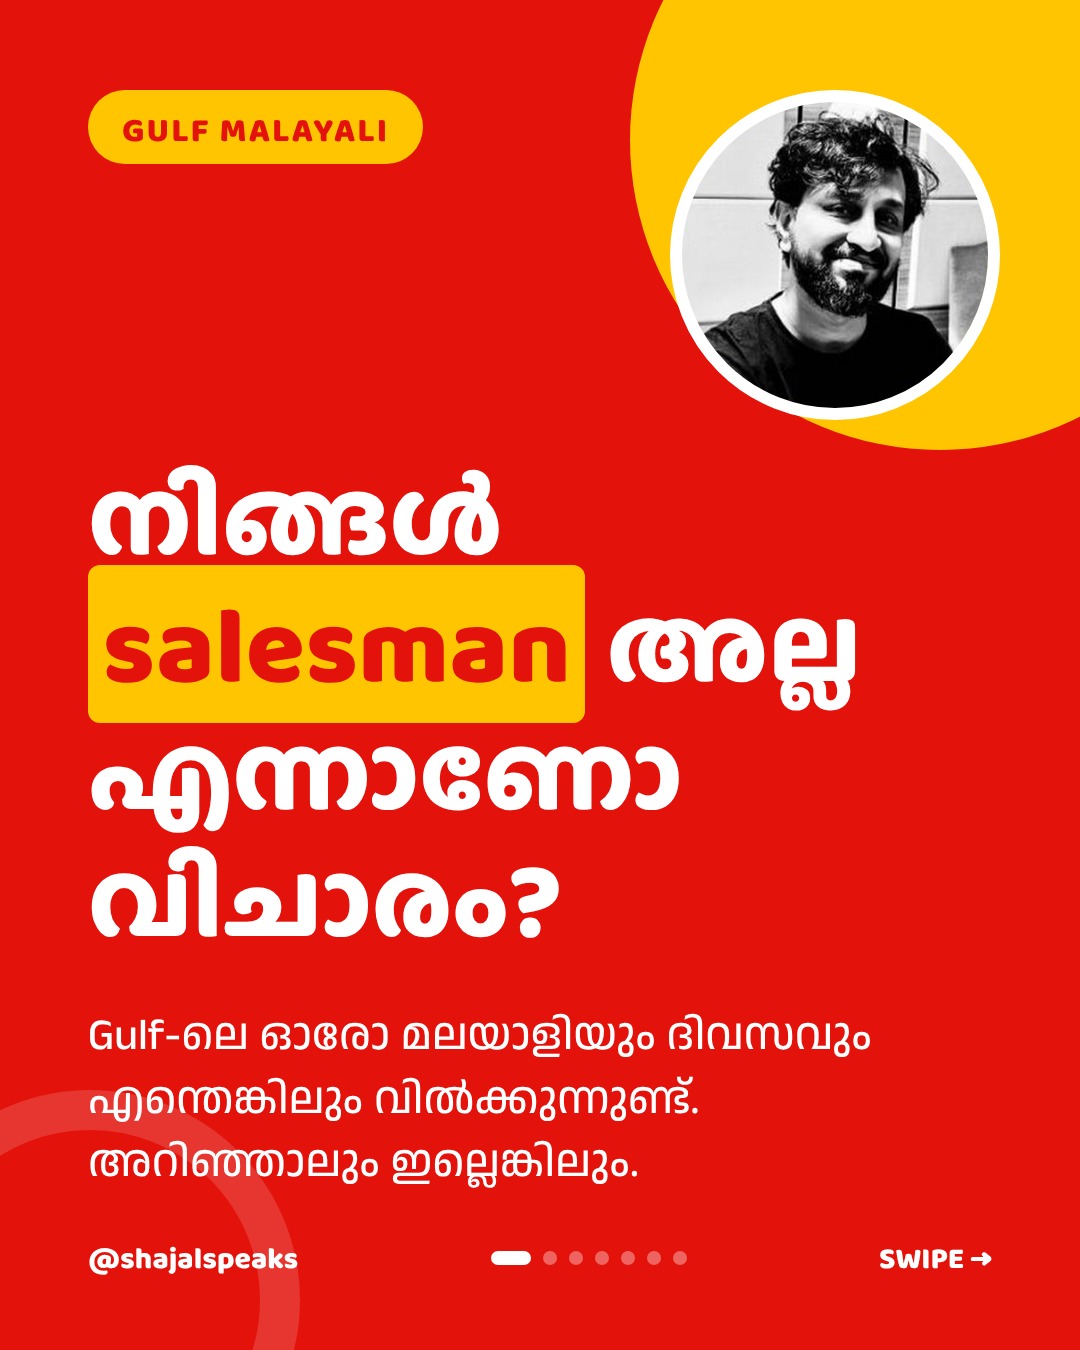 GULF MALAYALI
നിങ്ങൾ
salesman അല്ല
എന്നാണോ
വിചാരം?
Gulf-ലെ ഓരോ മലയാളിയും ദിവസവും
എന്തെങ്കിലും വിൽക്കുന്നുണ്ട്.
അറിഞ്ഞാലും ഇല്ലെങ്കിലും.
@shajalspeaks
SWIPE →